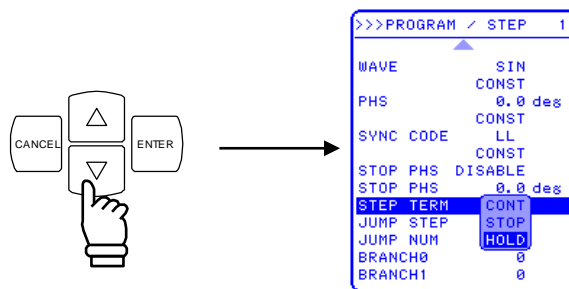 CANCEL
ENTER
>>>PROGRAM / STEP 1
WAVE SIN
CONST
PHS 0.0 deg
CONST
SYNC CODE LL
CONST
STOP PHS DISABLE
STOP PHS 0.0 deg
STEP TERM CONT
JUMP STEP STOP
JUMP NUM HOLD
BRANCH0 0
BRANCH1 0